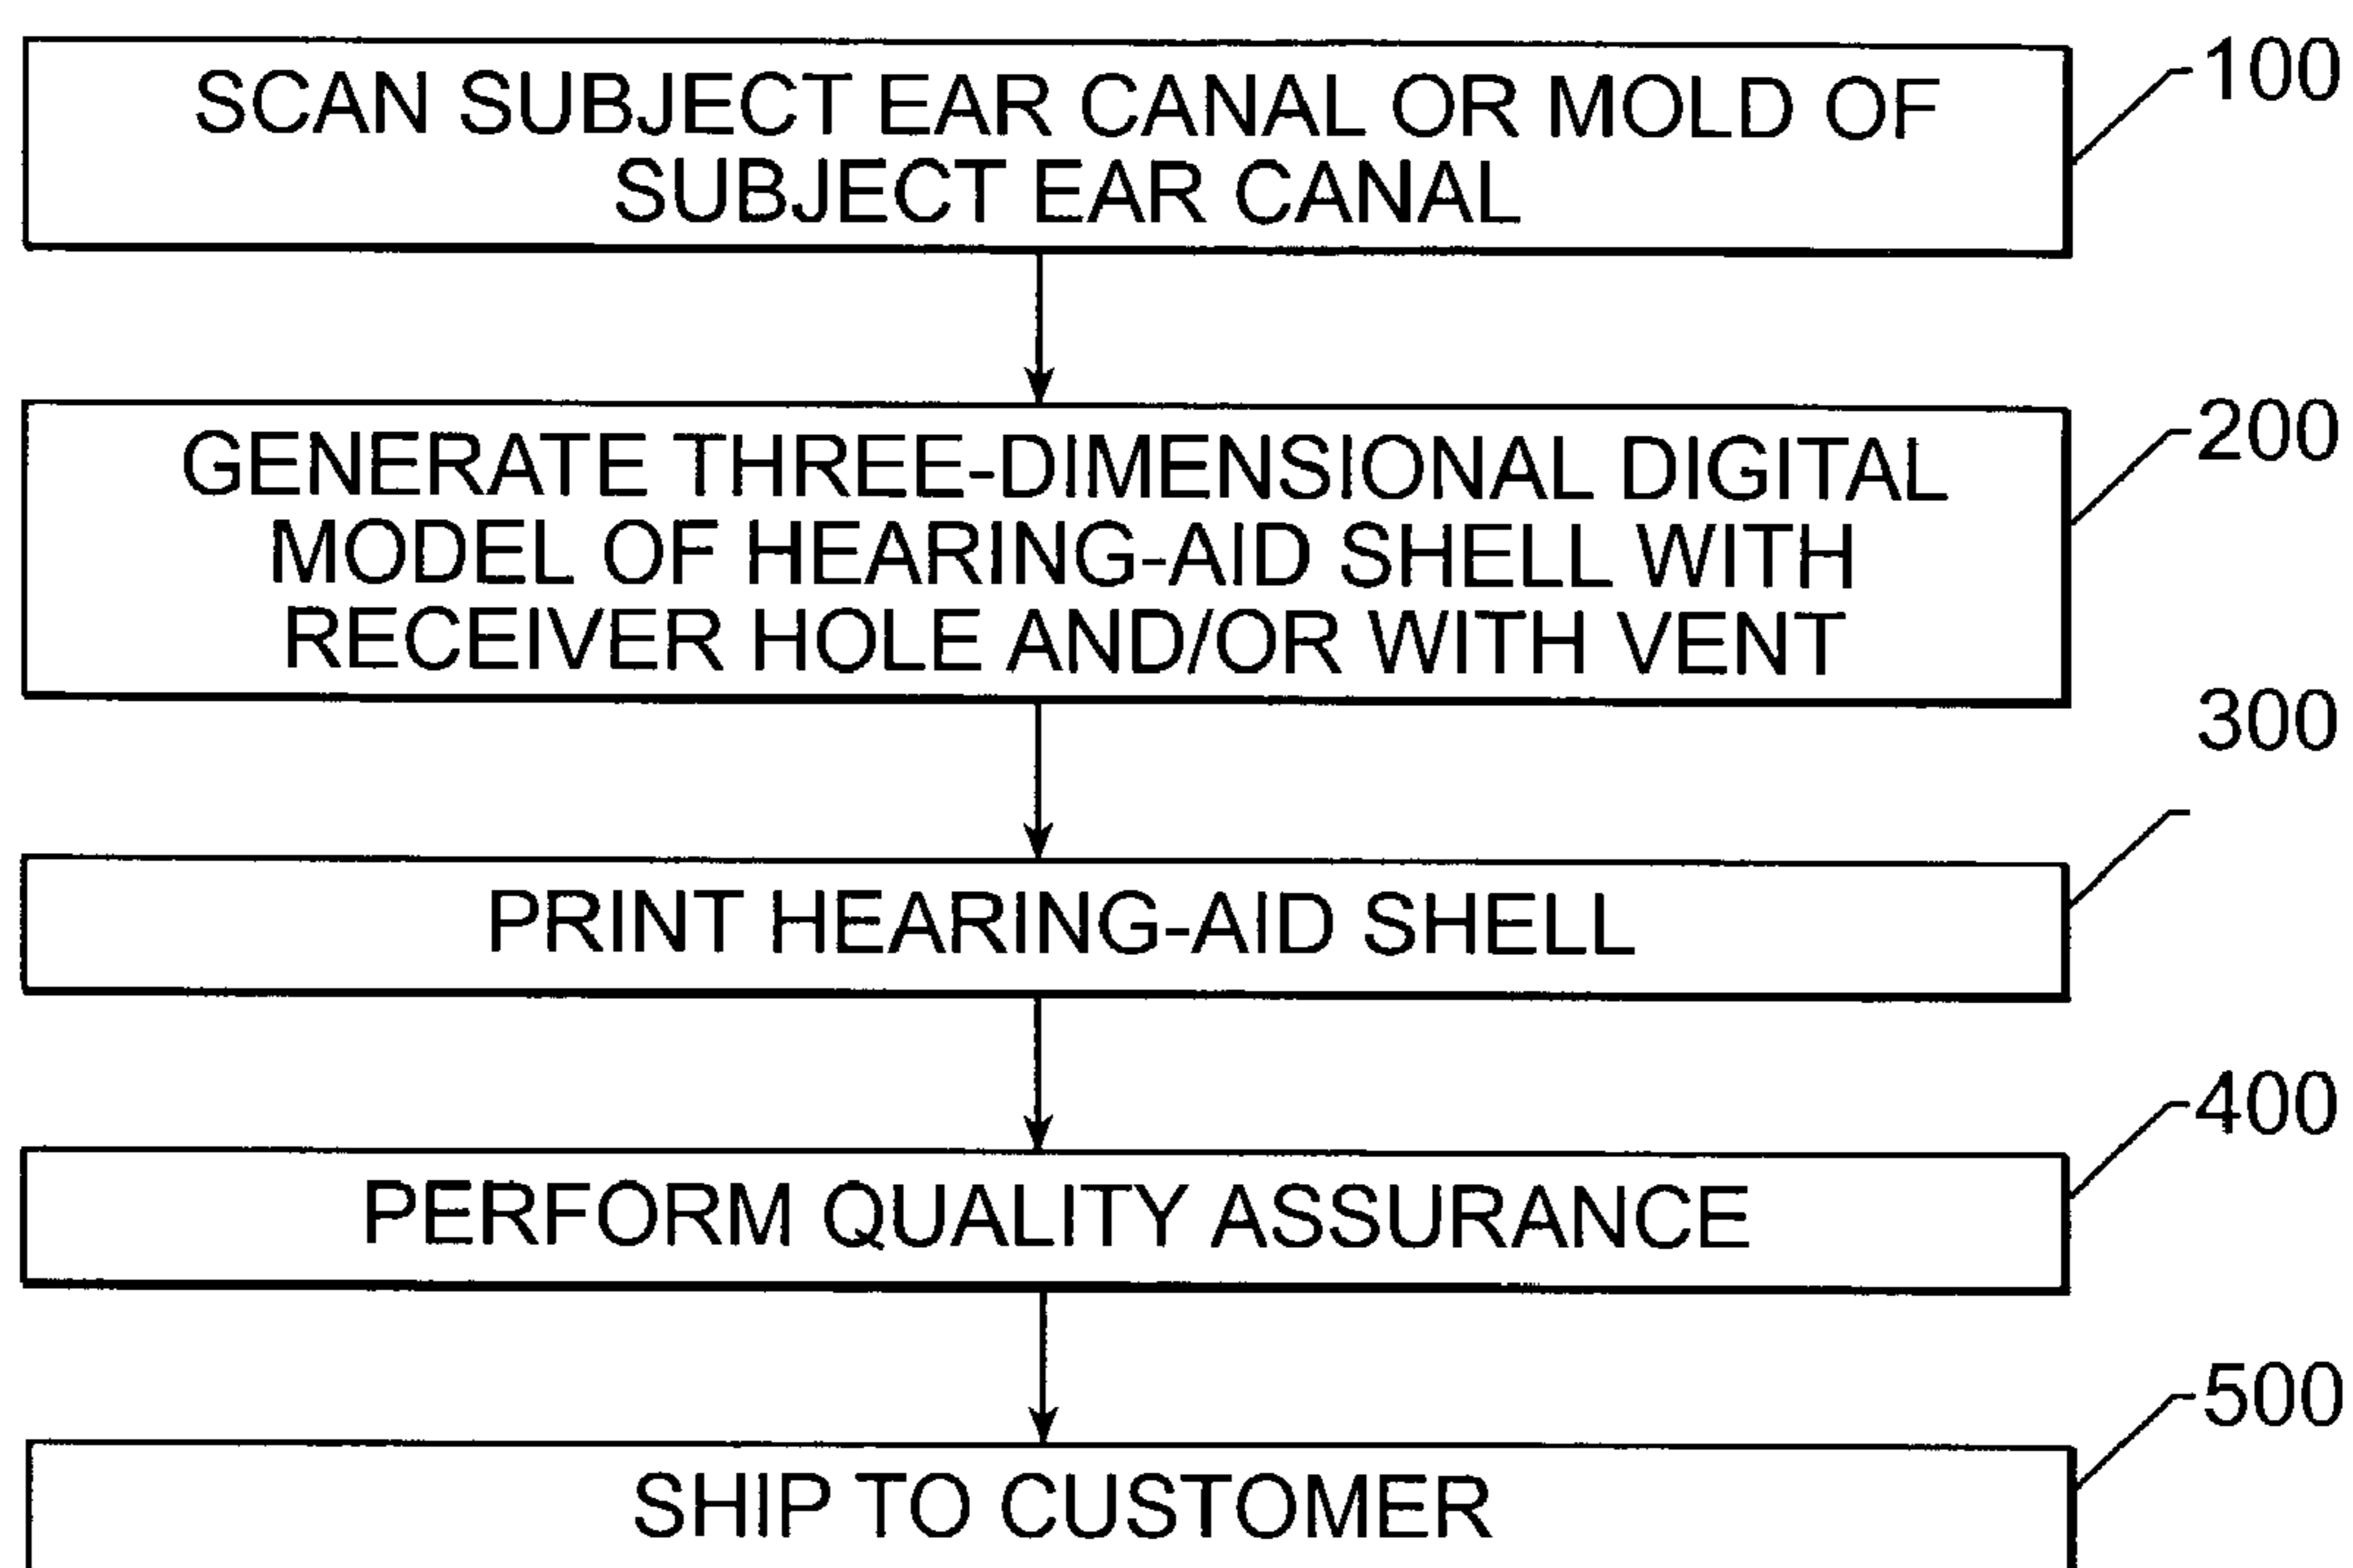 SCAN SUBJECT EAR CANAL OR MOLD OF
SUBJECT EAR CANAL
100
GENERATE THREE-DIMENSIONAL DIGITAL
MODEL OF HEARING-AID SHELL WITH
RECEIVER HOLE AND/OR WITH VENT
200
300
PRINT HEARING-AID SHELL
400
PERFORM QUALITY ASSURANCE
500
SHIP TO CUSTOMER